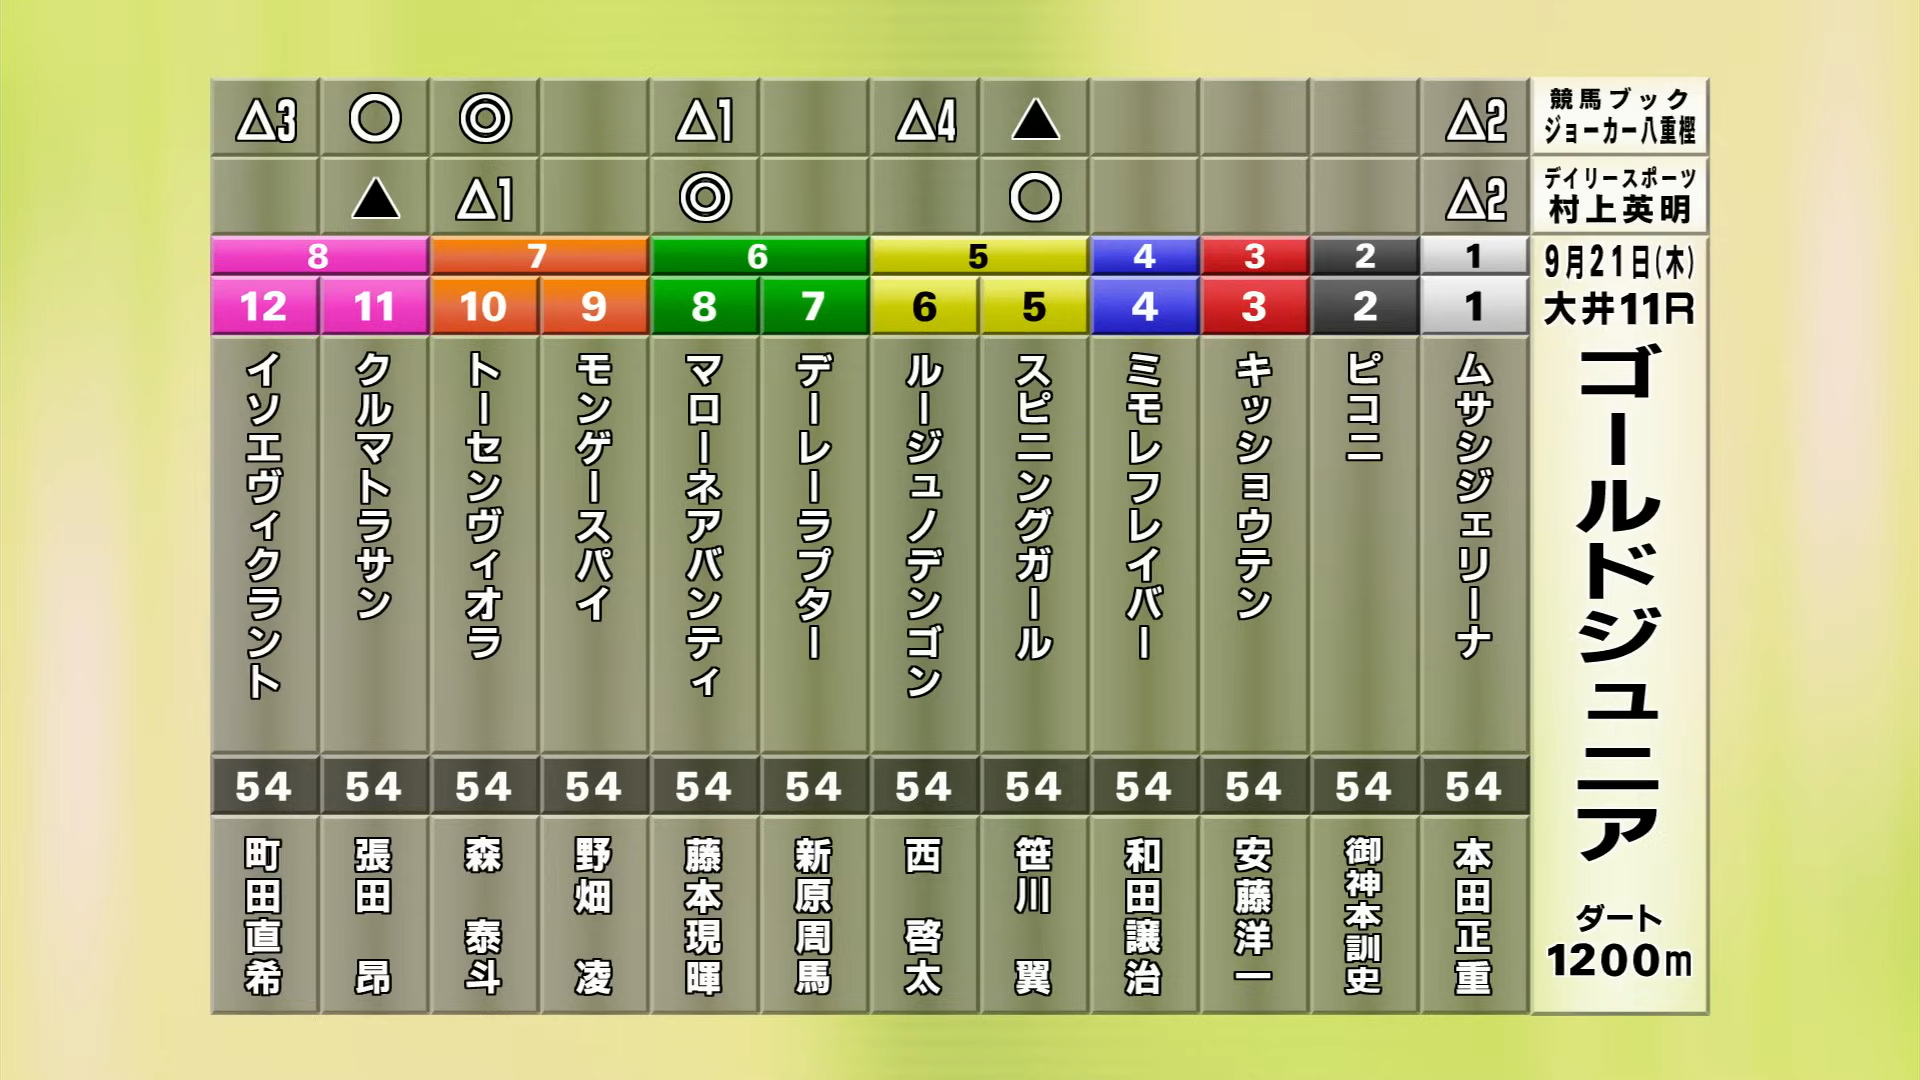 競馬ブック
ジョーカー八重樫
△2
▲
△4
△1
◎
○
△3
デイリースポーツ
村上英明
△2
○
◎
△1
▲
9月21日(木)
大井11R
ゴールドジュニア
ダート
1200m
1
1
ムサシジェリーナ
54
本田正重
2
2
ピコニ
54
御神本訓史
3
3
キッショウテン
54
安藤洋一
4
4
ミモレフレイバー
54
和田譲治
5
5
スピニングガール
54
笹川 翼
6
ルージュノデンゴン
54
西 啓太
6
7
デーレーラプター
54
新原周馬
8
マローネアバンティ
54
藤本現暉
7
9
モンゲースパイ
54
野畑 凌
10
トーセンヴィオラ
54
森 泰斗
8
11
クルマトラサン
54
張田 昂
12
イソエヴィクラント
54
町田直希